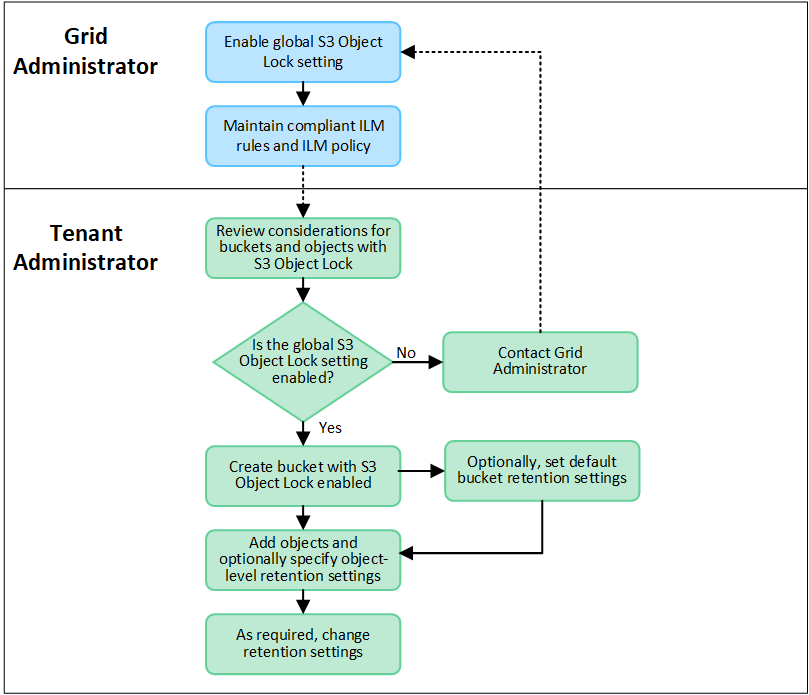 Grid
Administrator
Enable global S3 Object
Lock setting
Maintain compliant ILM
rules and ILM policy
Tenant
Administrator
Review considerations for
buckets and objects with
S3 Object Lock
Is the global S3
Object Lock setting
enabled?
No
Contact Grid
Administrator
Yes
Create bucket with S3
Object Lock enabled
Optionally, set default
bucket retention settings
Add objects and
optionally specify object-
level retention settings
As required, change
retention settings